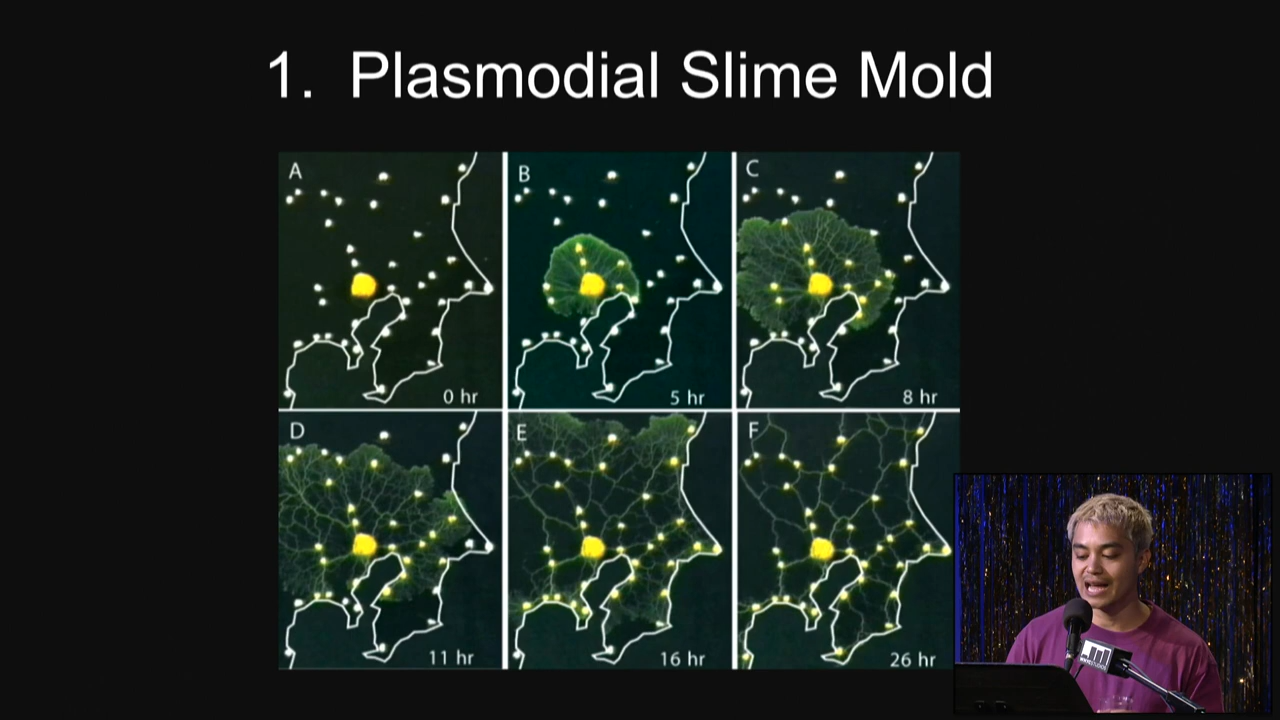 1. Plasmodial Slime Mold
A
B
C
0 hr
5 hr
8 hr
D
E
F
11 hr
16 hr
26 hr